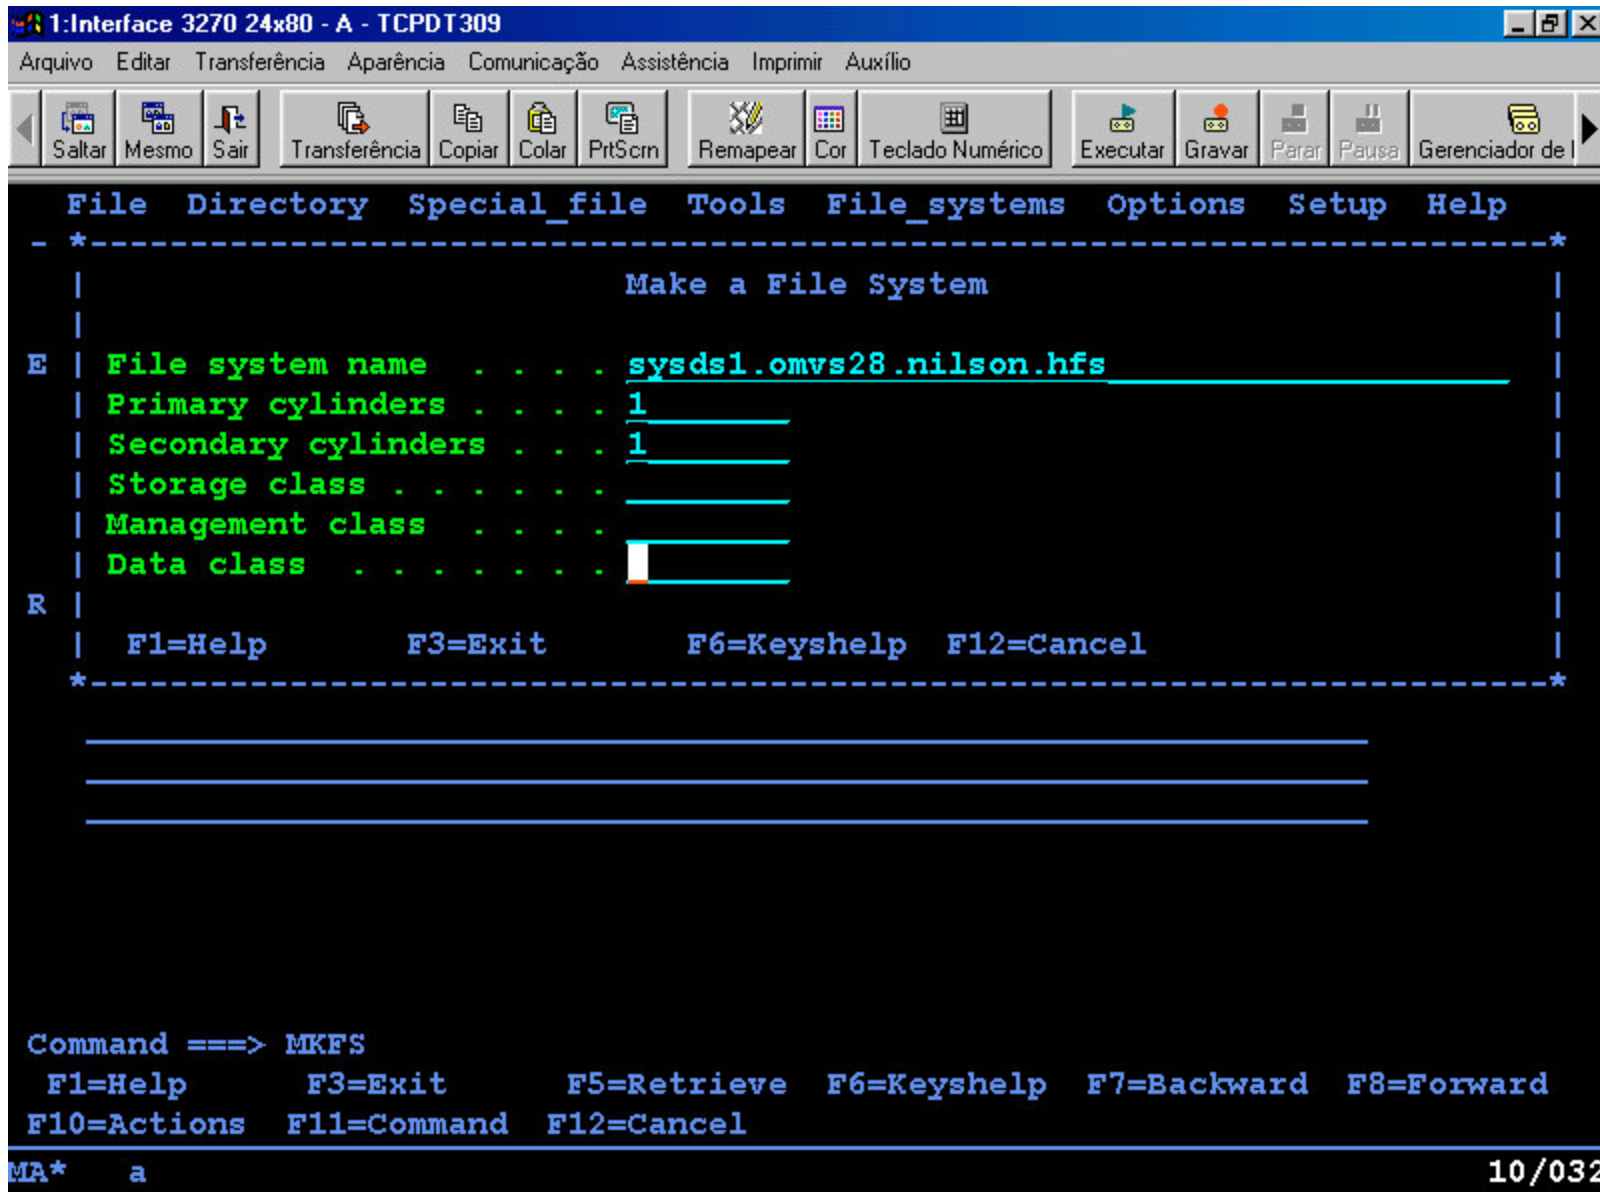 1:Interface 3270 24x80 - A - TCPDT309
Arquivo Editar Transferência Aparência Comunicação Assistência Imprimir Auxílio
Saltar Mesmo Sair Transferência Copiar Colar PrtScrn Remapear Cor Teclado Numérico Executar Gravar Parar Pausa Gerenciador de
File Directory Special_file Tools File_systems Options Setup Help
- *-------------------------------------------------------------------------*
| Make a File System |
| |
E | File system name . . . . sysds1.omvs28.nilson.hfs |
| Primary cylinders . . . . 1 |
| Secondary cylinders . . . 1 |
| Storage class . . . . . . |
| Management class . . . . |
| Data class . . . . . . . |
R | |
| F1=Help F3=Exit F6=Keyshelp F12=Cancel |
*-------------------------------------------------------------------------*
Command ===> MKFS
F1=Help F3=Exit F5=Retrieve F6=Keyshelp F7=Backward F8=Forward
F10=Actions F11=Command F12=Cancel
MA* a 10/032